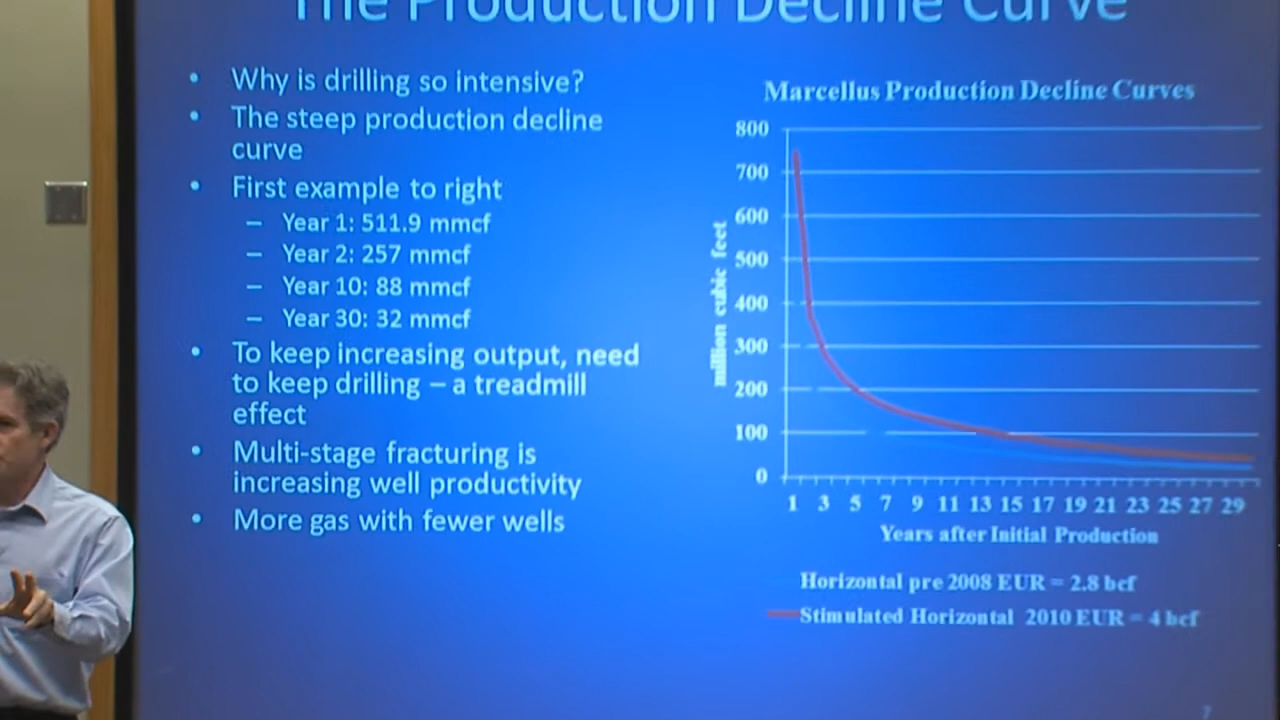 The Production Decline Curve
• Why is drilling so intensive?
• The steep production decline
curve
• First example to right
– Year 1: 511.9 mmcf
– Year 2: 257 mmcf
– Year 10: 88 mmcf
– Year 30: 32 mmcf
• To keep increasing output, need
to keep drilling – a treadmill
effect
• Multi-stage fracturing is
increasing well productivity
• More gas with fewer wells
Marcellus Production Decline Curves
800
700
600
500
400
300
200
100
0
million cubic feet
1 3 5 7 9 11 13 15 17 19 21 23 25 27 29
Years after Initial Production
Horizontal pre 2008 EUR = 2.8 bcf
Stimulated Horizontal 2010 EUR = 4 bcf
7